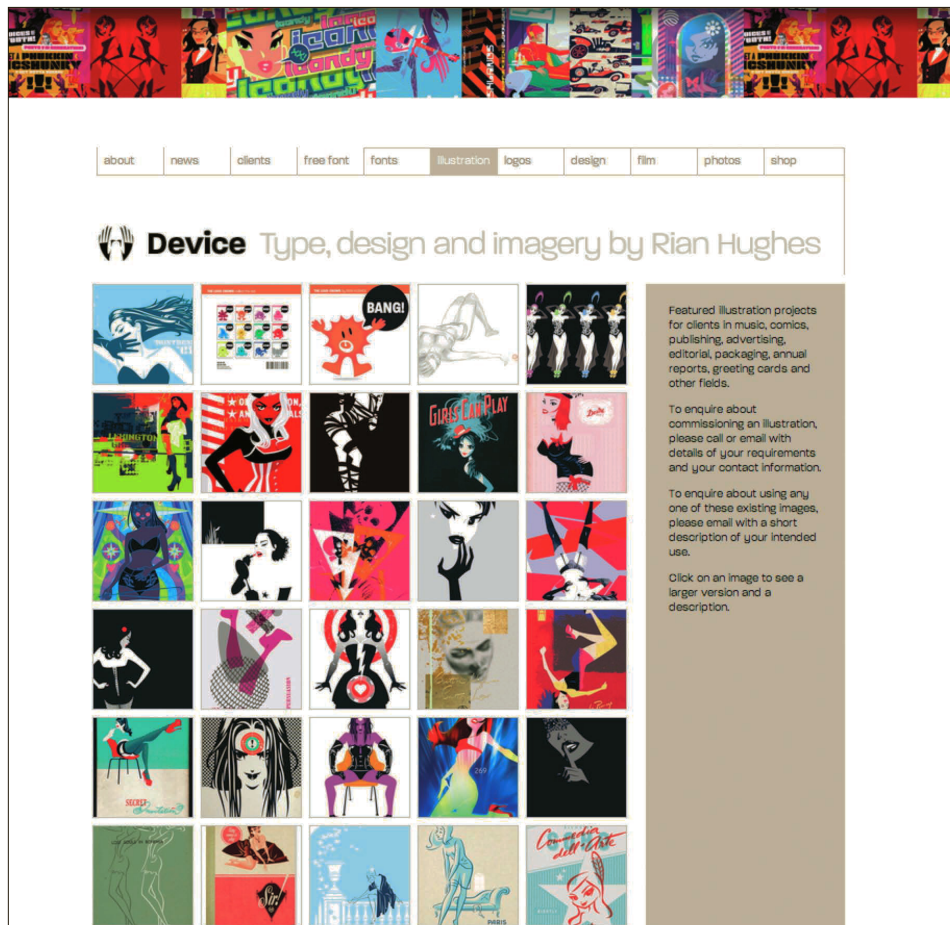 about news clients free font fonts illustration logos design film photos shop
Device Type, design and imagery by Rian Hughes
BANG!
GIRLS CAN PLAY
269
SECRET
Sir!
PARIS
Commedia
dell'Arte
Featured illustration projects
for clients in music, comics,
publishing, advertising,
editorial, packaging, annual
reports, greeting cards and
other fields.
To enquire about
commissioning an illustration,
please call or email with
details of your requirements
and your contact information.
To enquire about using any
one of these existing images,
please email with a short
description of your intended
use.
Click on an image to see a
larger version and a
description.